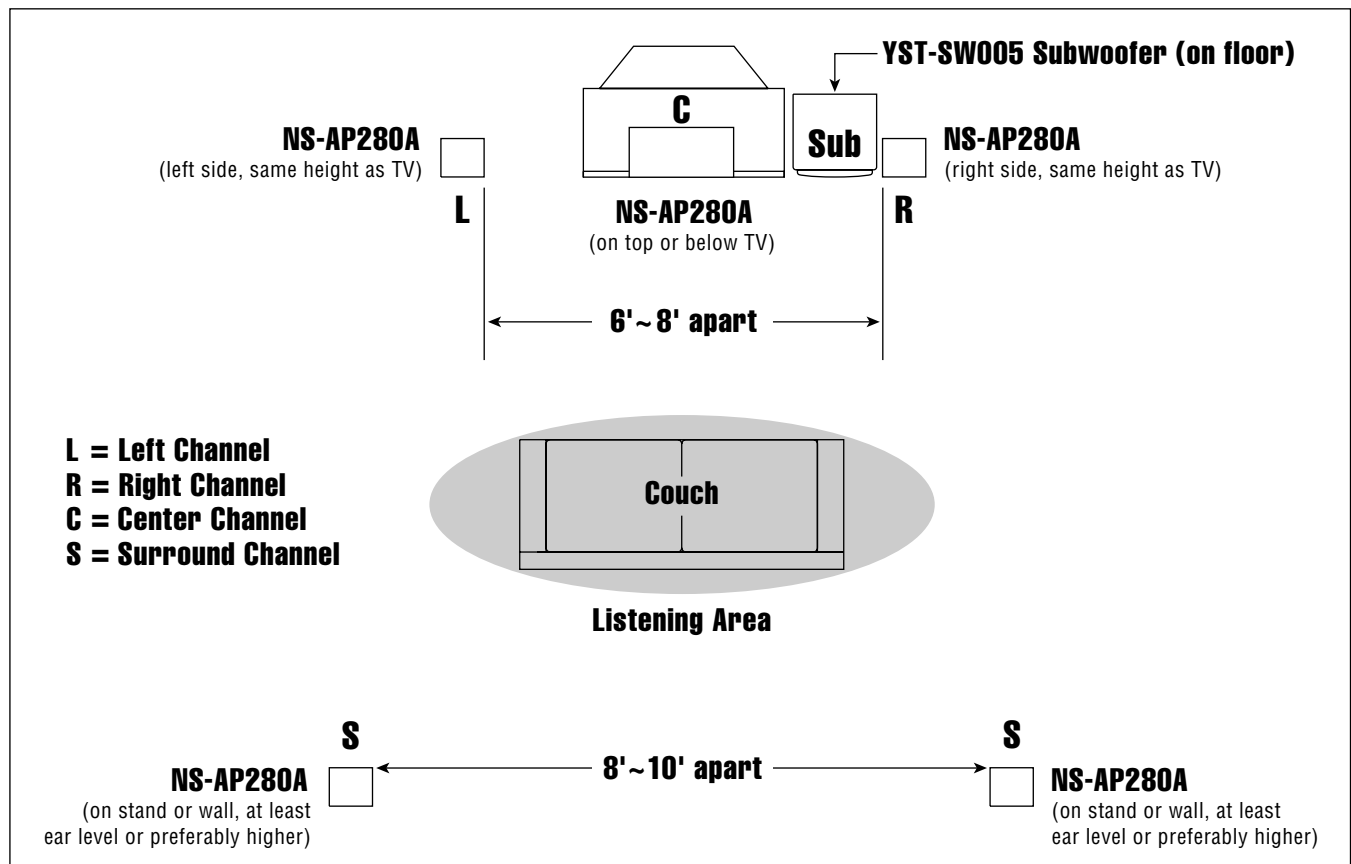 YST-SW005 Subwoofer (on floor)
C
Sub
NS-AP280A
(left side, same height as TV)
L
NS-AP280A
(on top or below TV)
NS-AP280A
(right side, same height as TV)
R
6'~8' apart
L = Left Channel
R = Right Channel
C = Center Channel
S = Surround Channel
Couch
Listening Area
S
NS-AP280A
(on stand or wall, at least
ear level or preferably higher)
8'~10' apart
S
NS-AP280A
(on stand or wall, at least
ear level or preferably higher)